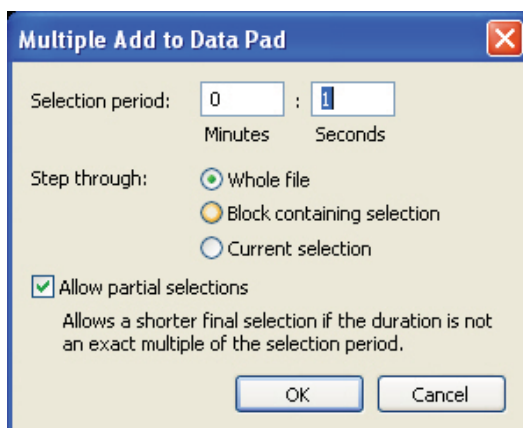 Multiple Add to Data Pad
Selection period: 0 : 1
Minutes Seconds
Step through: Whole file
Block containing selection
Current selection
Allow partial selections
Allows a shorter final selection if the duration is not
an exact multiple of the selection period.
OK Cancel